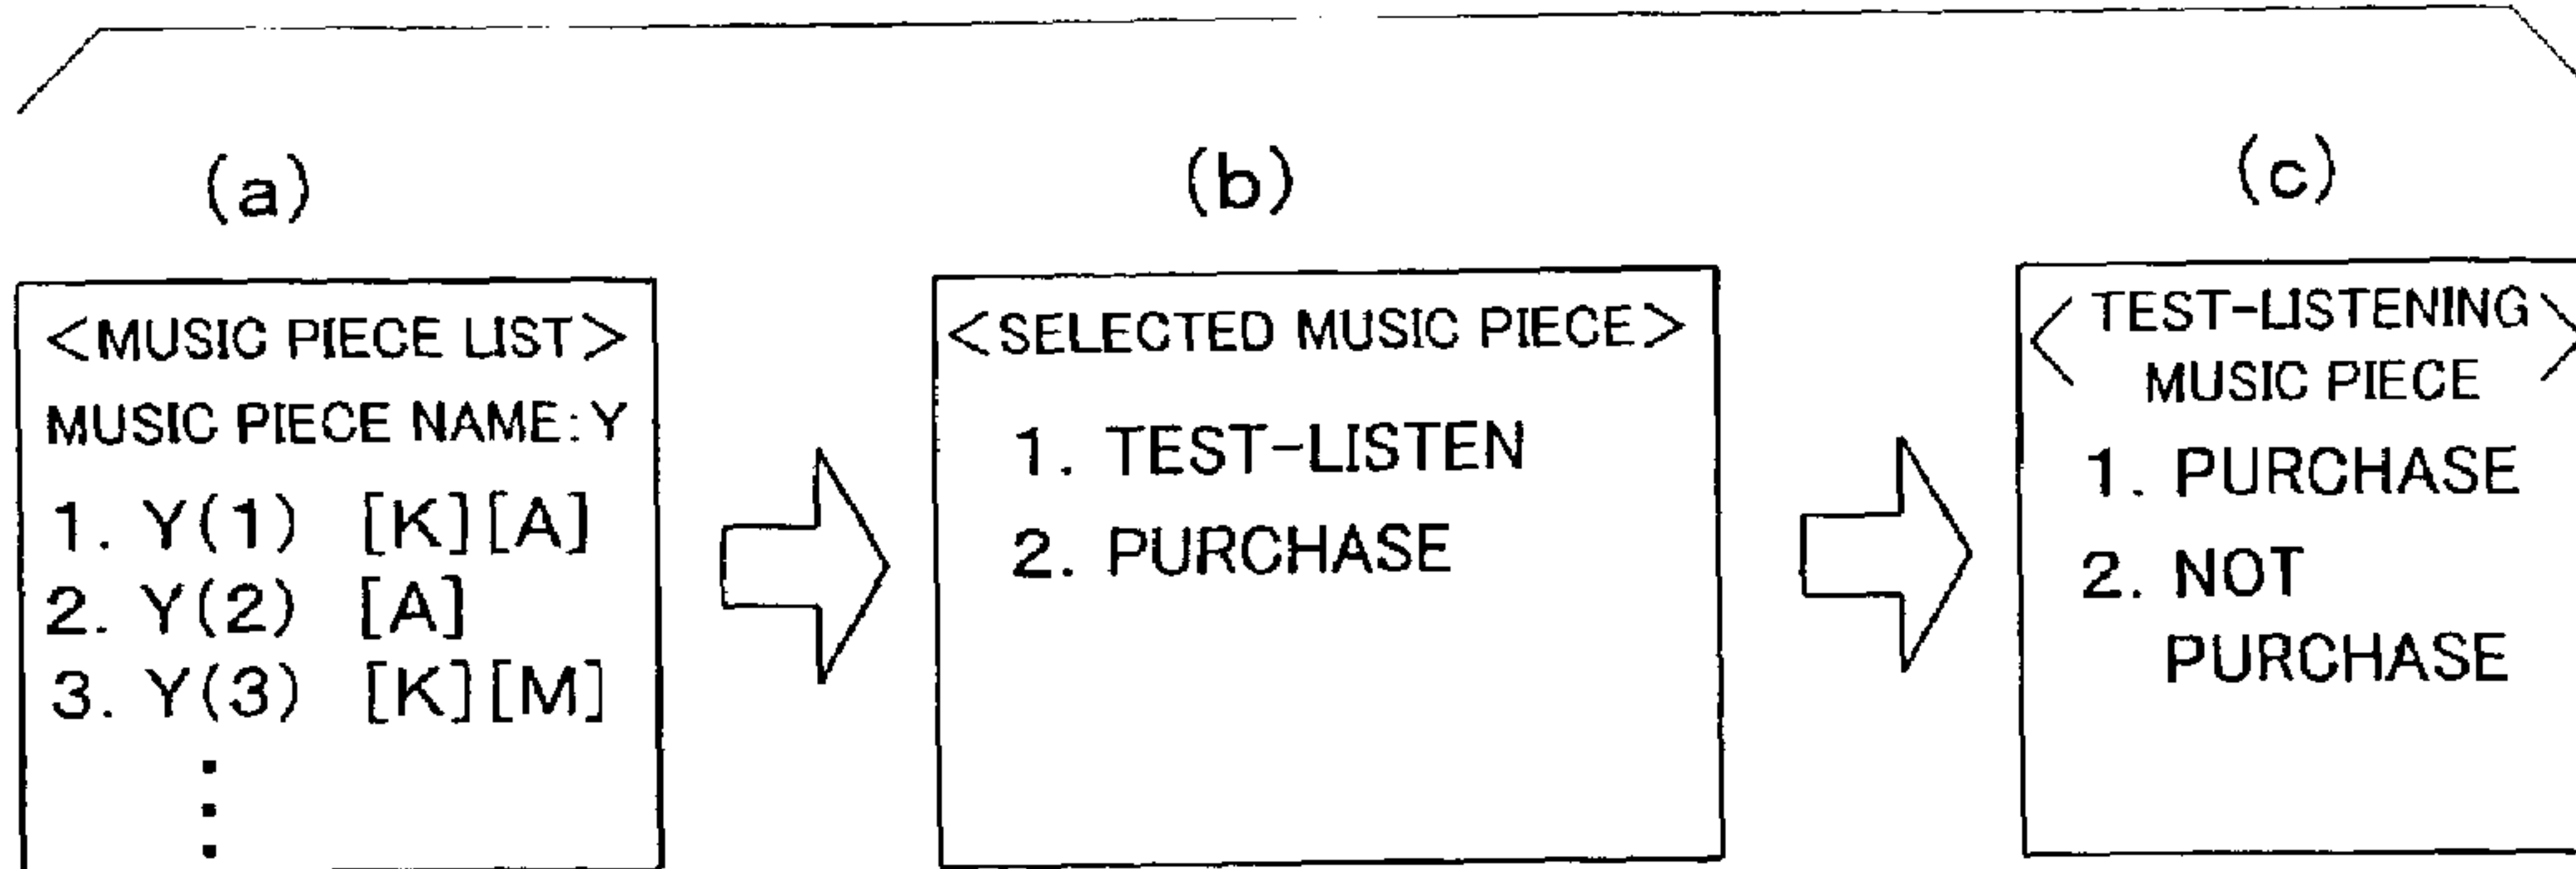 (a)
<MUSIC PIECE LIST>
MUSIC PIECE NAME:Y
1. Y(1) [K][A]
2. Y(2) [A]
3. Y(3) [K][M]
(b)
<SELECTED MUSIC PIECE>
1. TEST-LISTEN
2. PURCHASE
(c)
<TEST-LISTENING
MUSIC PIECE>
1. PURCHASE
2. NOT
PURCHASE